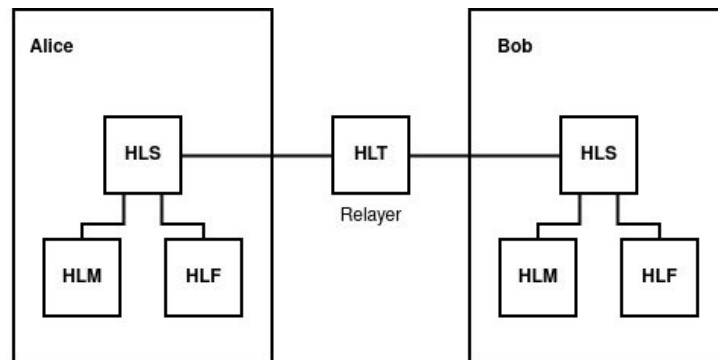 Alice
Bob
HLS
HLT
HLS
Relayer
HLM
HLF
HLM
HLF